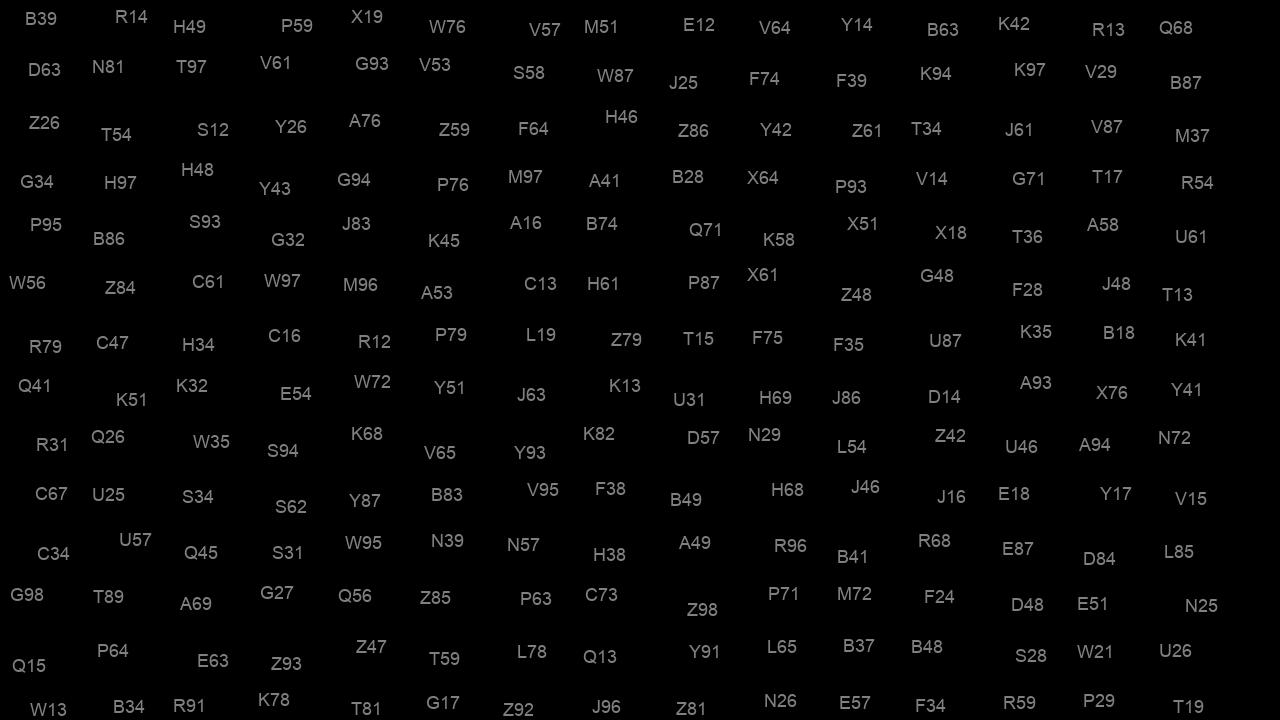 B39 R14 H49 P59 X19 W76 V57 M51 E12 V64 Y14 B63 K42 R13 Q68
D63 N81 T97 V61 G93 V53 S58 W87 J25 F74 F39 K94 K97 V29 B87
Z26 T54 S12 Y26 A76 Z59 F64 H46 Z86 Y42 Z61 T34 J61 V87 M37
G34 H97 H48 Y43 G94 P76 M97 A41 B28 X64 P93 V14 G71 T17 R54
P95 B86 S93 G32 J83 K45 A16 B74 Q71 K58 X51 X18 T36 A58 U61
W56 Z84 C61 W97 M96 A53 C13 H61 P87 X61 Z48 G48 F28 J48 T13
R79 C47 H34 C16 R12 P79 L19 Z79 T15 F75 F35 U87 K35 B18 K41
Q41 K51 K32 E54 W72 Y51 J63 K13 U31 H69 J86 D14 A93 X76 Y41
R31 Q26 W35 S94 K68 V65 Y93 K82 D57 N29 L54 Z42 U46 A94 N72
C67 U25 S34 S62 Y87 B83 V95 F38 B49 H68 J46 J16 E18 Y17 V15
C34 U57 Q45 S31 W95 N39 N57 H38 A49 R96 B41 R68 E87 D84 L85
G98 T89 A69 G27 Q56 Z85 P63 C73 Z98 P71 M72 F24 D48 E51 N25
Q15 P64 E63 Z93 Z47 T59 L78 Q13 Y91 L65 B37 B48 S28 W21 U26
W13 B34 R91 K78 T81 G17 Z92 J96 Z81 N26 E57 F34 R59 P29 T19